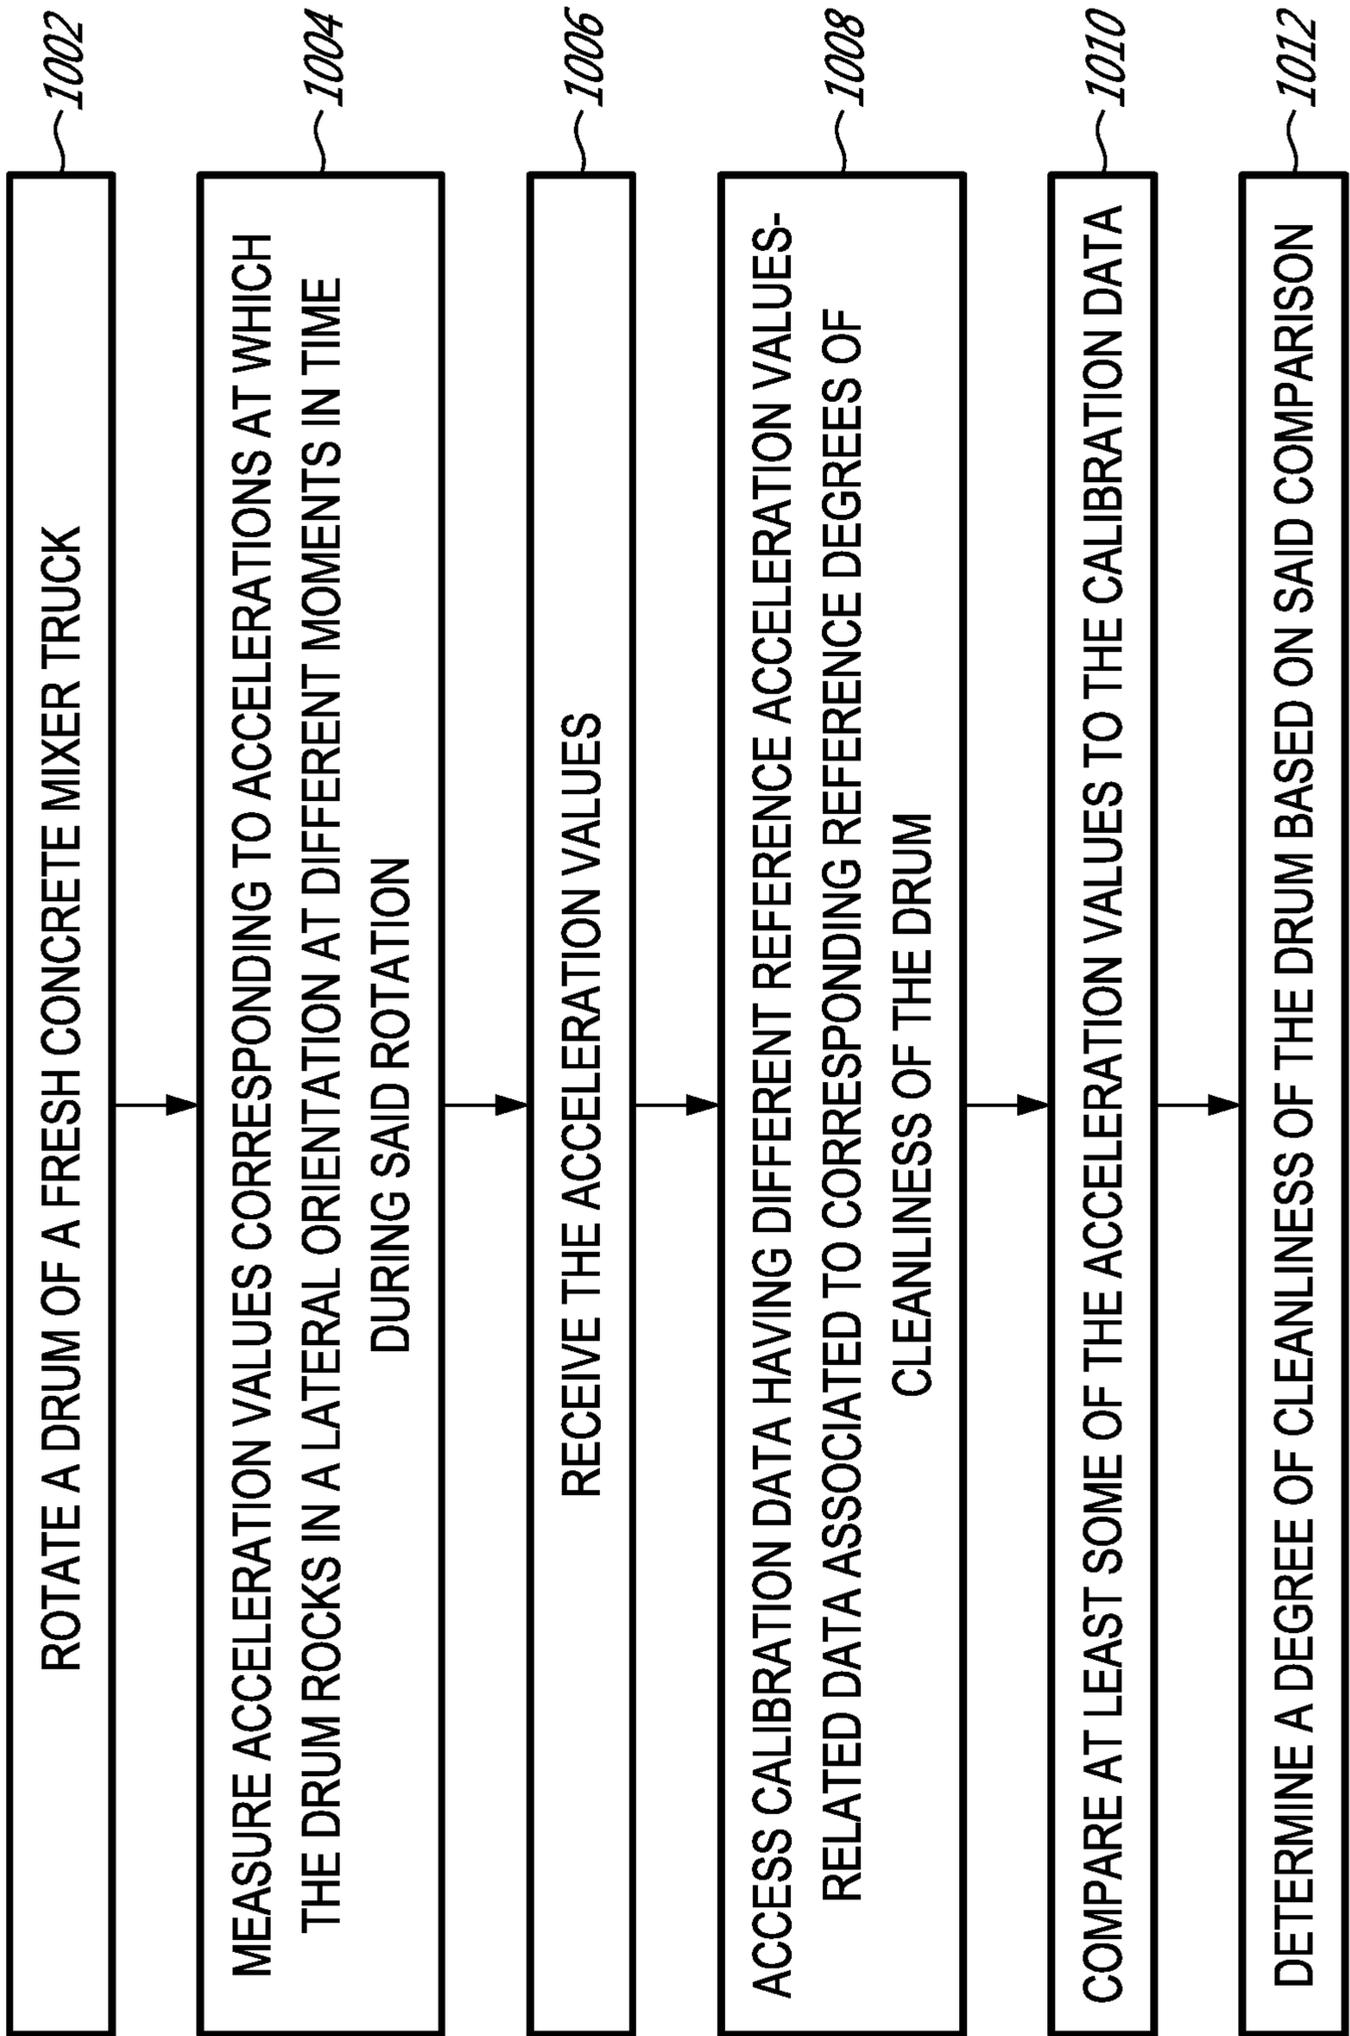 ROTATE A DRUM OF A FRESH CONCRETE MIXER TRUCK
1002
MEASURE ACCELERATION VALUES CORRESPONDING TO ACCELERATIONS AT WHICH
THE DRUM ROCKS IN A LATERAL ORIENTATION AT DIFFERENT MOMENTS IN TIME
DURING SAID ROTATION
1004
RECEIVE THE ACCELERATION VALUES
1006
ACCESS CALIBRATION DATA HAVING DIFFERENT REFERENCE ACCELERATION VALUES-
RELATED DATA ASSOCIATED TO CORRESPONDING REFERENCE DEGREES OF
CLEANLINESS OF THE DRUM
1008
COMPARE AT LEAST SOME OF THE ACCELERATION VALUES TO THE CALIBRATION DATA
1010
DETERMINE A DEGREE OF CLEANLINESS OF THE DRUM BASED ON SAID COMPARISON
1012